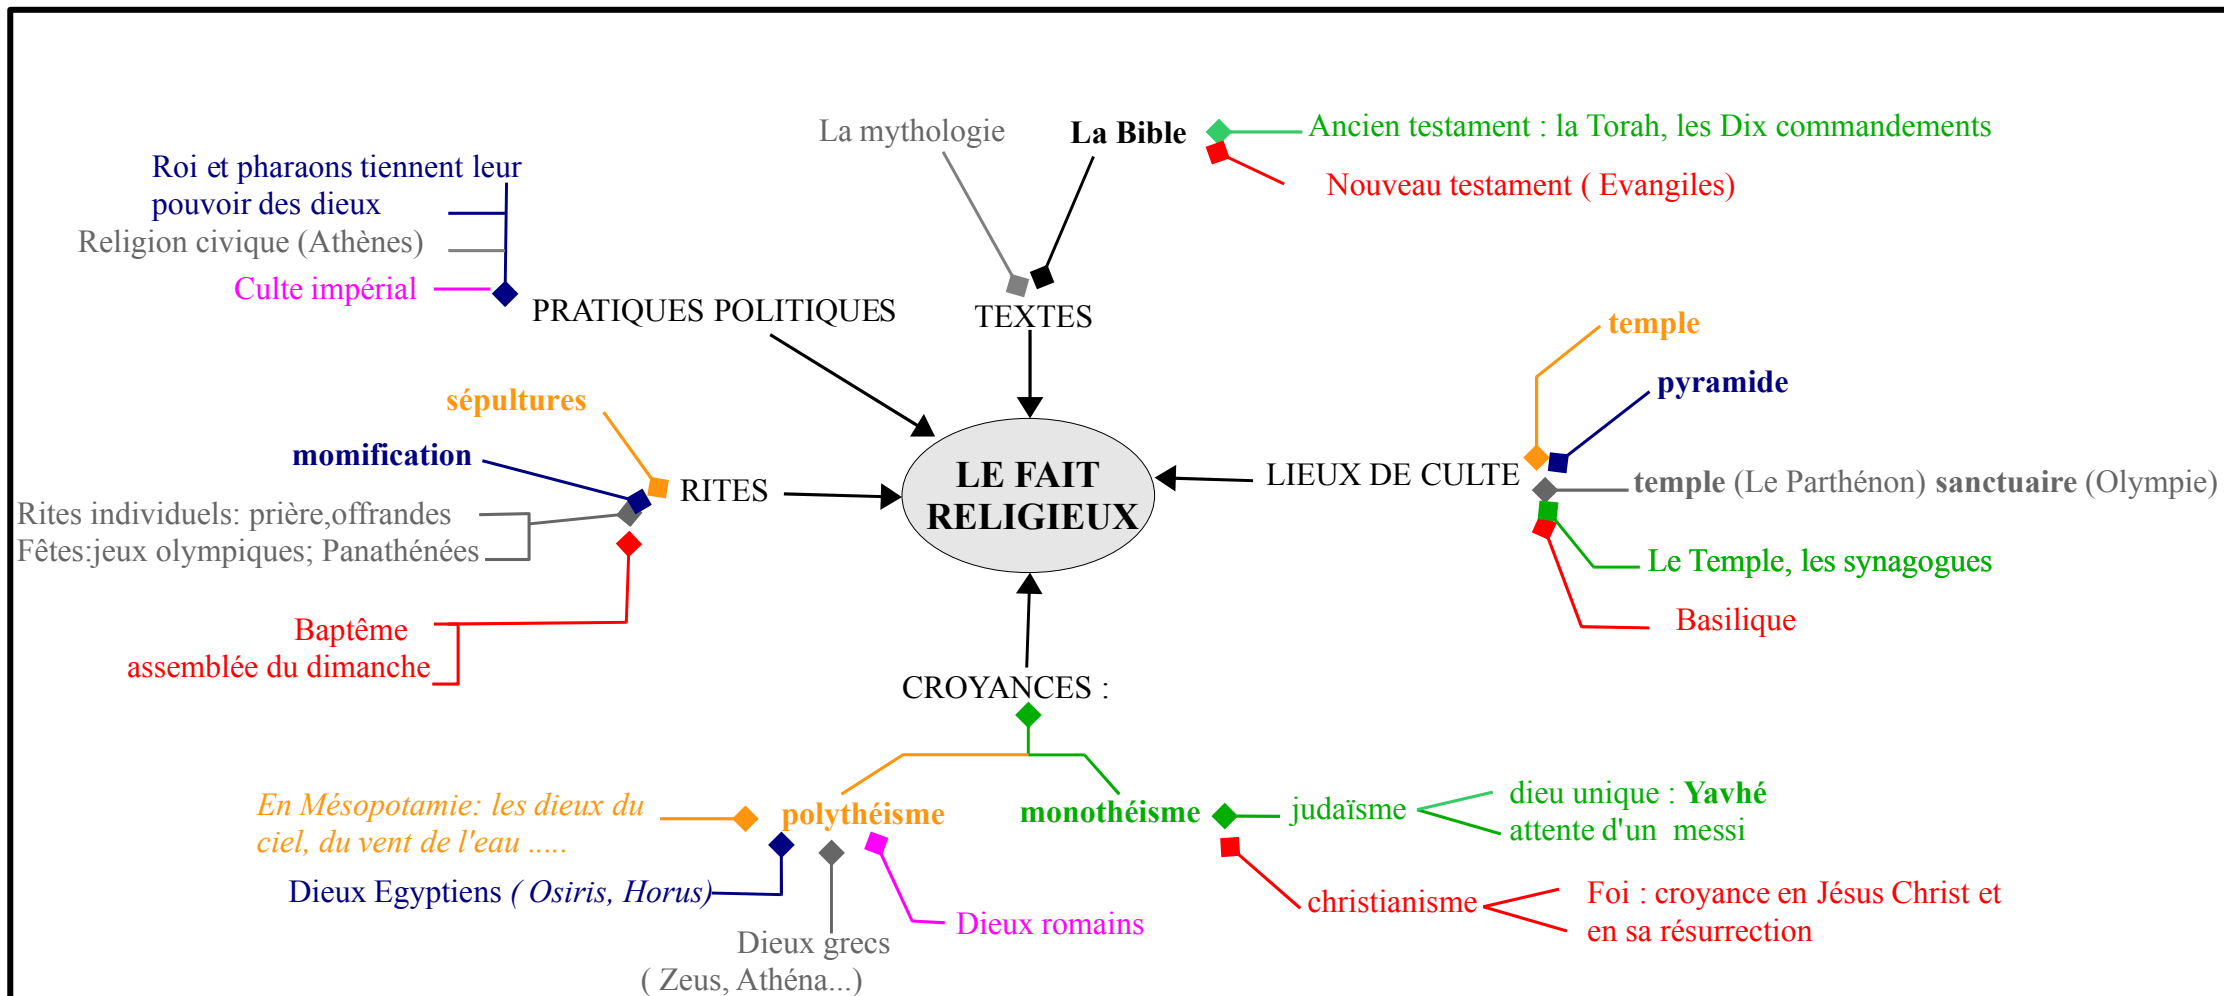 La mythologie
La Bible
Ancien testament : la Torah, les Dix commandements
Nouveau testament ( Evangiles)
Roi et pharaons tiennent leur
pouvoir des dieux
Religion civique (Athènes)
Culte impérial
PRATIQUES POLITIQUES
TEXTES
temple
pyramide
sépultures
momification
RITES
LE FAIT
RELIGIEUX
LIEUX DE CULTE
temple (Le Parthénon) sanctuaire (Olympie)
Rites individuels: prière,offrandes
Fêtes:jeux olympiques; Panathénées
Le Temple, les synagogues
Basilique
Baptême
assemblée du dimanche
CROYANCES :
En Mésopotamie: les dieux du
ciel, du vent de l'eau .....
polythéisme
monothéisme
judaïsme
dieu unique : Yavhé
attente d'un messi
Dieux Egyptiens ( Osiris, Horus)
Dieux grecs
( Zeus, Athéna...)
Dieux romains
christianisme
Foi : croyance en Jésus Christ et
en sa résurrection